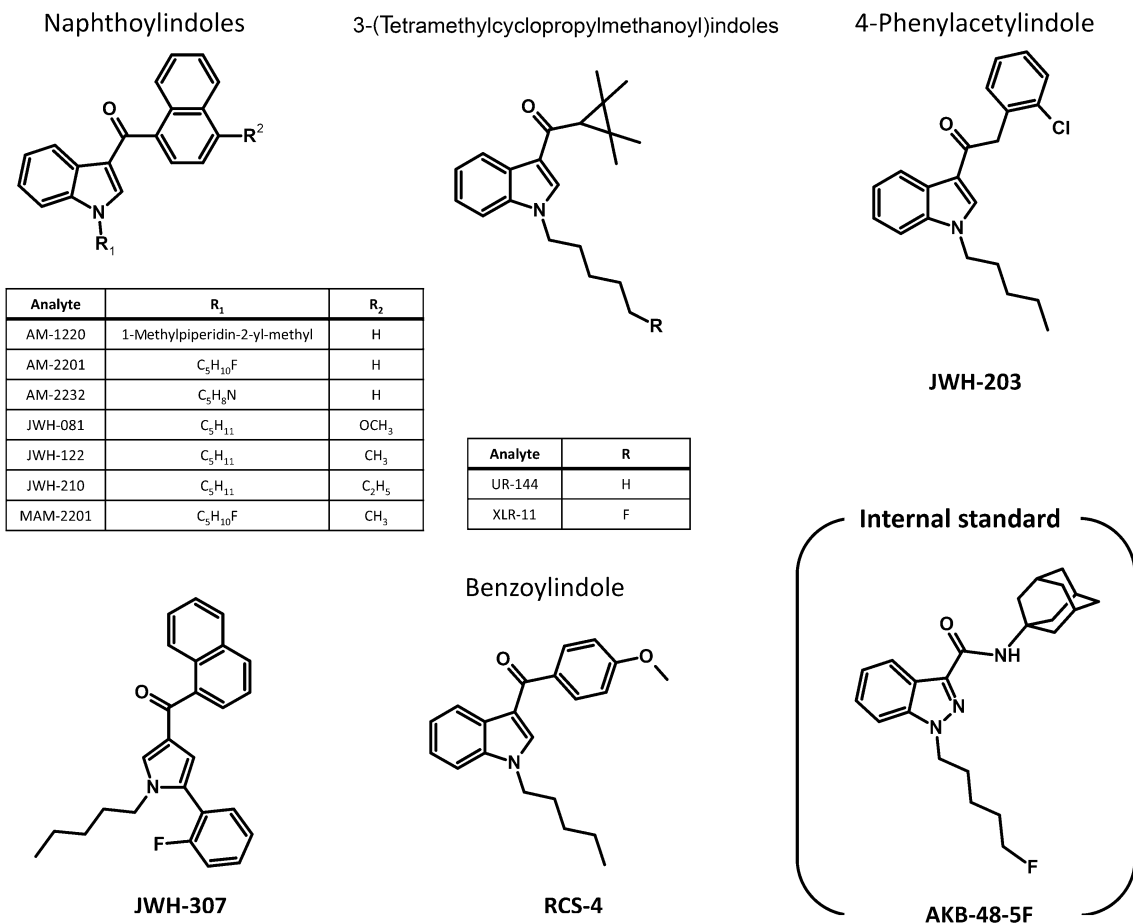 Naphthoylindoles
3-(Tetramethylcyclopropylmethanoyl)indoles
4-Phenylacetylindole
O
R²
N
R₁
O
N
R
O
Cl
N
JWH-203
Analyte R₁ R₂
AM-1220 1-Methylpiperidin-2-yl-methyl H
AM-2201 C₅H₁₀F H
AM-2232 C₅H₈N H
JWH-081 C₅H₁₁ OCH₃
JWH-122 C₅H₁₁ CH₃
JWH-210 C₅H₁₁ C₂H₅
MAM-2201 C₅H₁₀F CH₃
Analyte R
UR-144 H
XLR-11 F
O
N
F
JWH-307
Benzoylindole
O
O
N
RCS-4
Internal standard
O
NH
N
N
F
AKB-48-5F